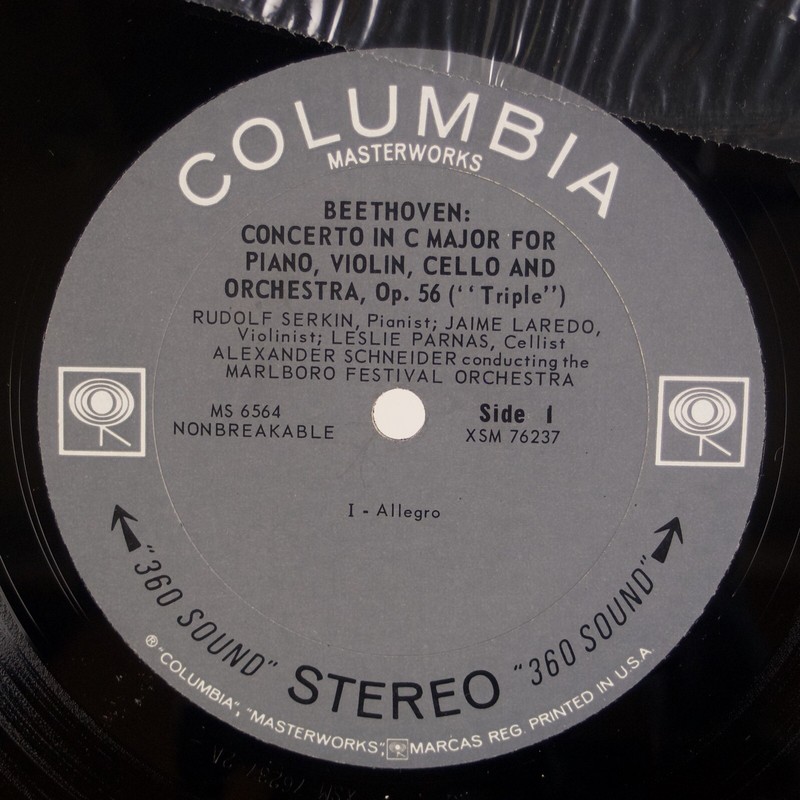 COLUMBIA
MASTERWORKS
BEETHOVEN:
CONCERTO IN C MAJOR FOR
PIANO, VIOLIN, CELLO AND
ORCHESTRA, Op. 56 (‘‘Triple’’)
RUDOLF SERKIN, Pianist; JAIME LAREDO,
Violinist; LESLIE PARNAS, Cellist
ALEXANDER SCHNEIDER conducting the
MARLBORO FESTIVAL ORCHESTRA
MS 6564
NONBREAKABLE
Side 1
XSM 76237
I - Allegro
"360 SOUND" STEREO "360 SOUND"
® "COLUMBIA", "MASTERWORKS", MARCAS REG. PRINTED IN U.S.A.